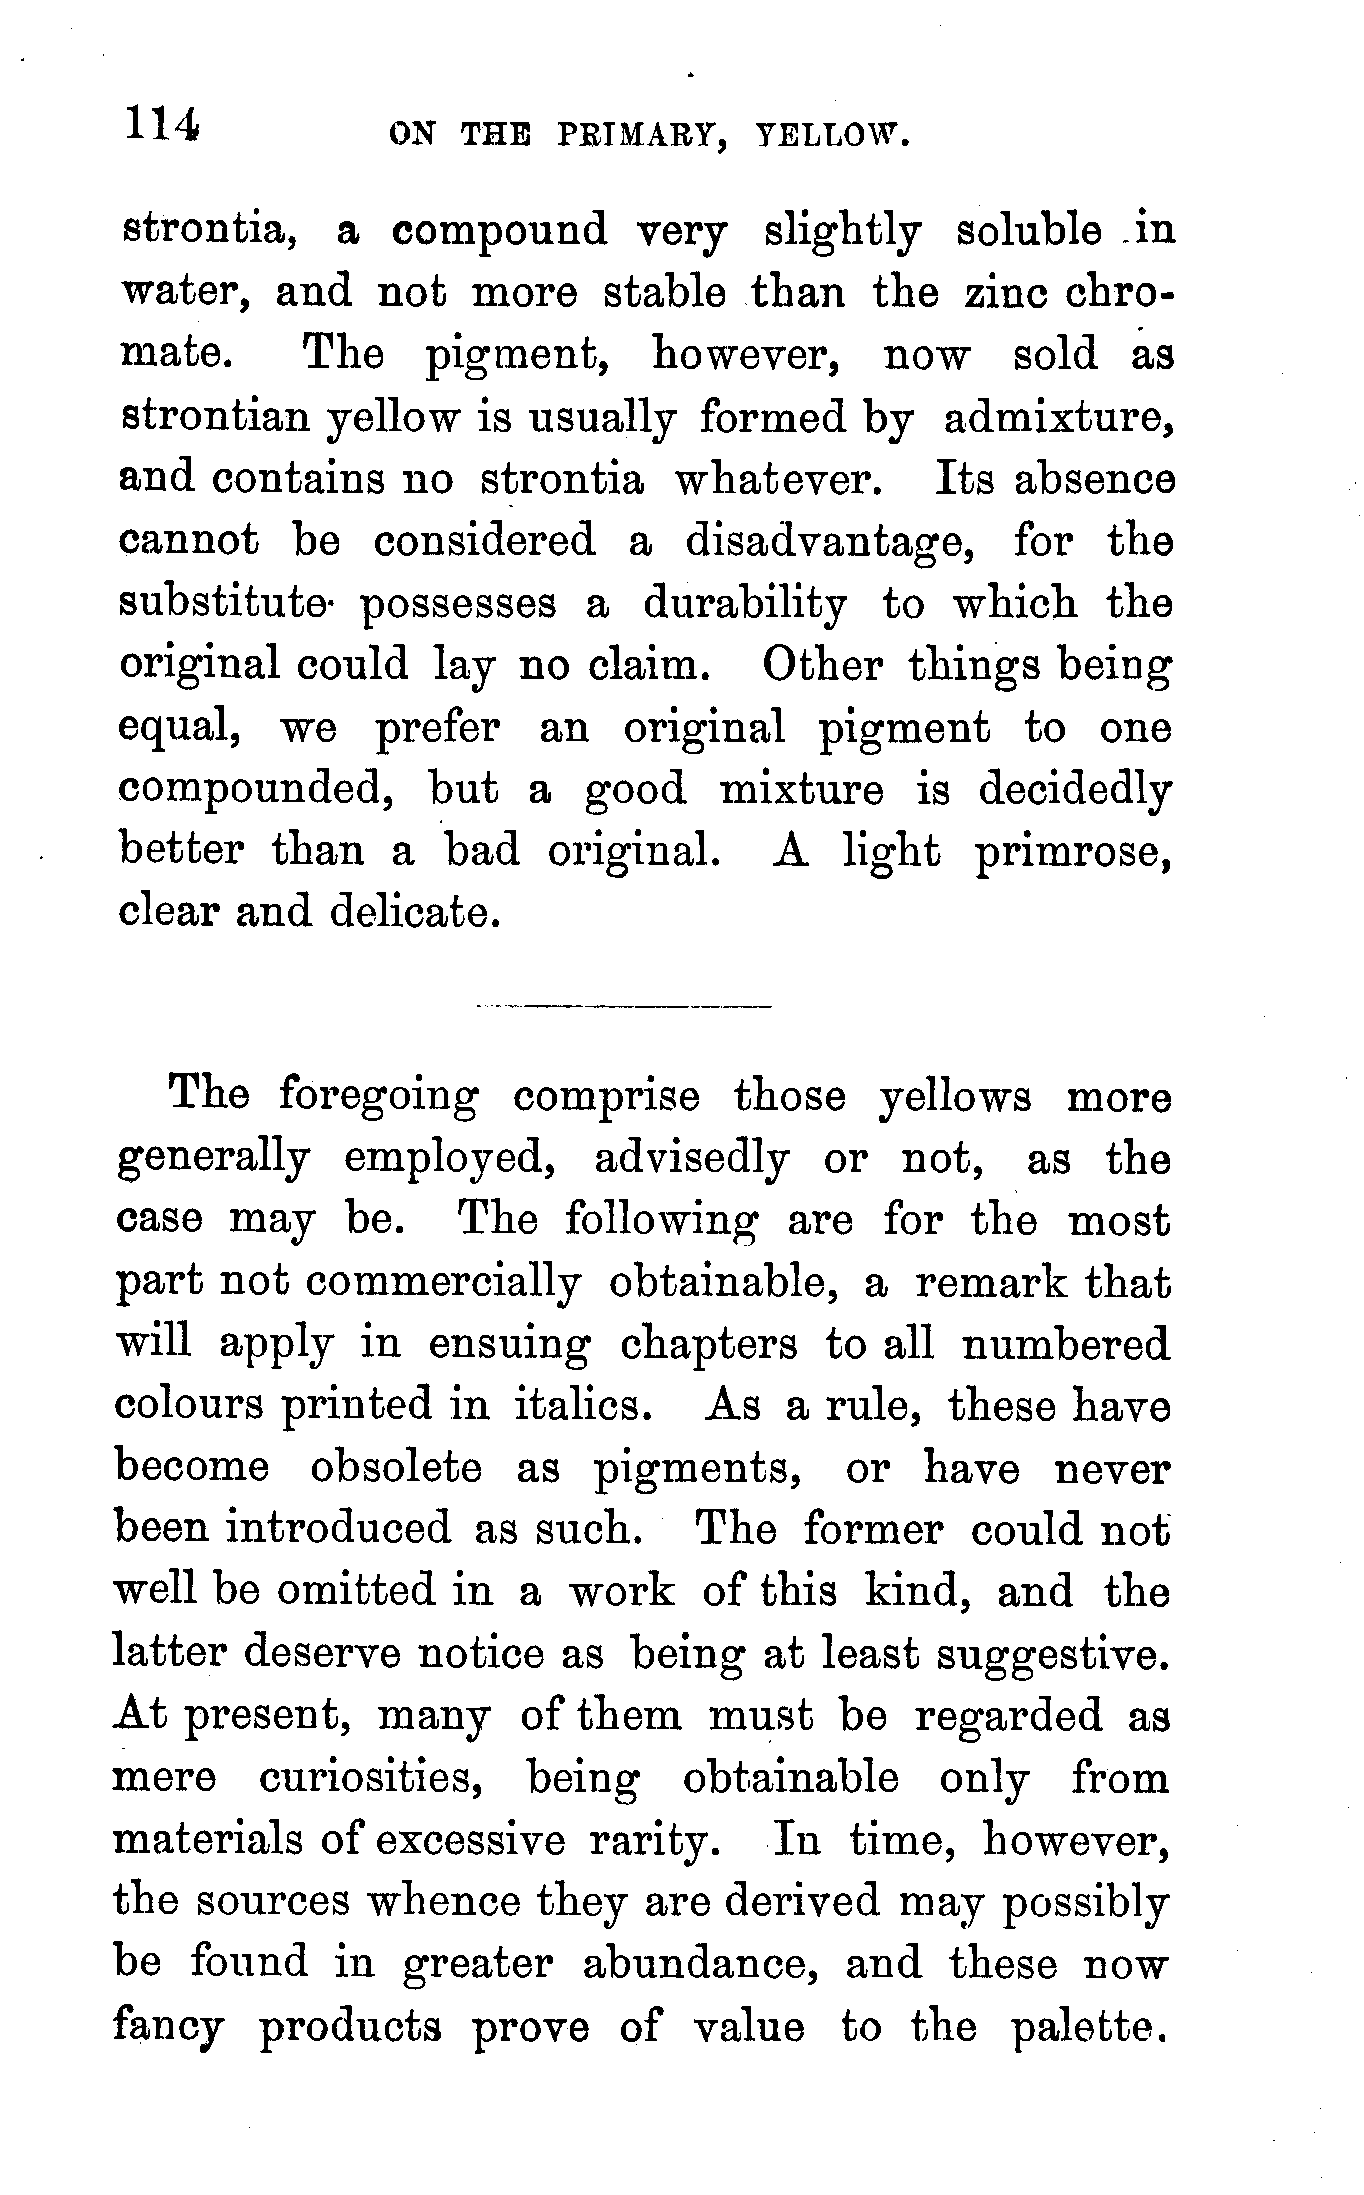 114 ON THE PRIMARY, YELLOW.
strontia, a compound very slightly soluble in
water, and not more stable than the zinc chro-
mate. The pigment, however, now sold as
strontian yellow is usually formed by admixture,
and contains no strontia whatever. Its absence
cannot be considered a disadvantage, for the
substitute possesses a durability to which the
original could lay no claim. Other things being
equal, we prefer an original pigment to one
compounded, but a good mixture is decidedly
better than a bad original. A light primrose,
clear and delicate.
The foregoing comprise those yellows more
generally employed, advisedly or not, as the
case may be. The following are for the most
part not commercially obtainable, a remark that
will apply in ensuing chapters to all numbered
colours printed in italics. As a rule, these have
become obsolete as pigments, or have never
been introduced as such. The former could not
well be omitted in a work of this kind, and the
latter deserve notice as being at least suggestive.
At present, many of them must be regarded as
mere curiosities, being obtainable only from
materials of excessive rarity. In time, however,
the sources whence they are derived may possibly
be found in greater abundance, and these now
fancy products prove of value to the palette.